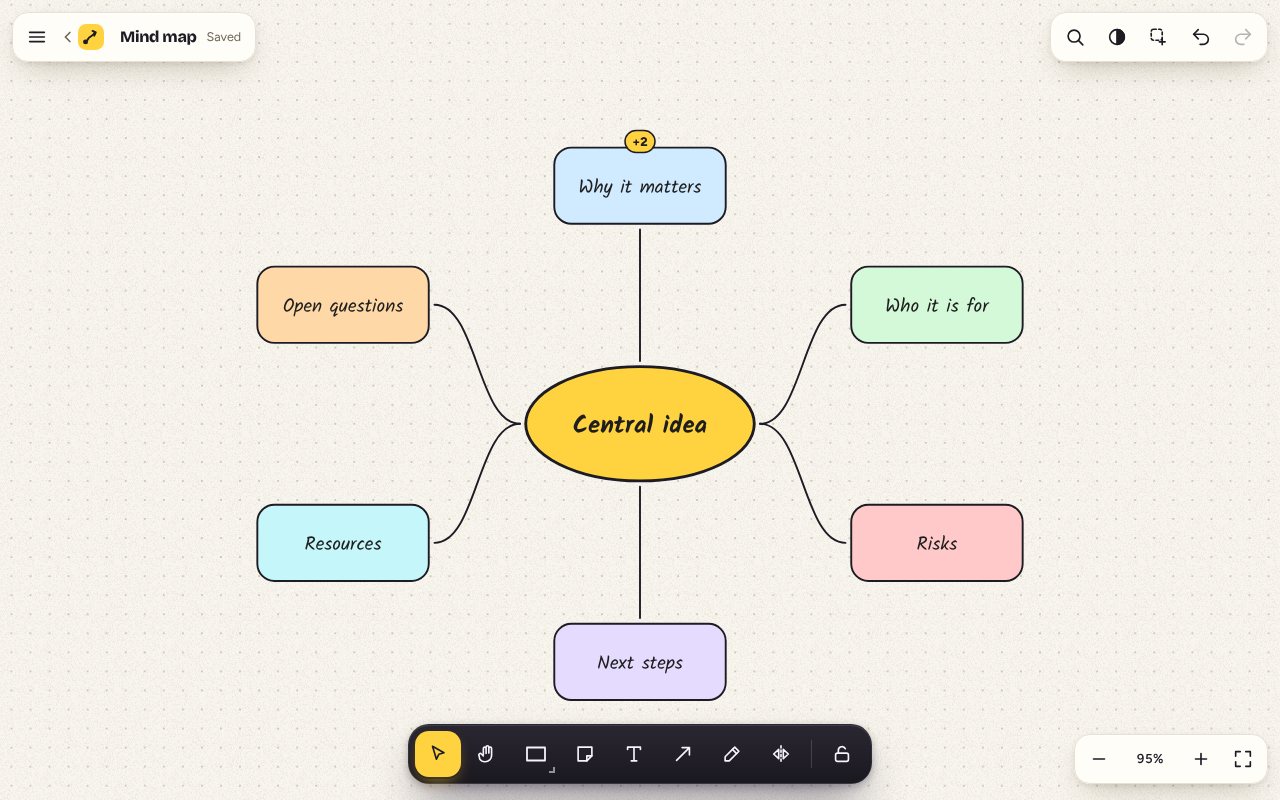 Mind map Saved
+2
Why it matters
Open questions
Who it is for
Central idea
Resources
Risks
Next steps
95%